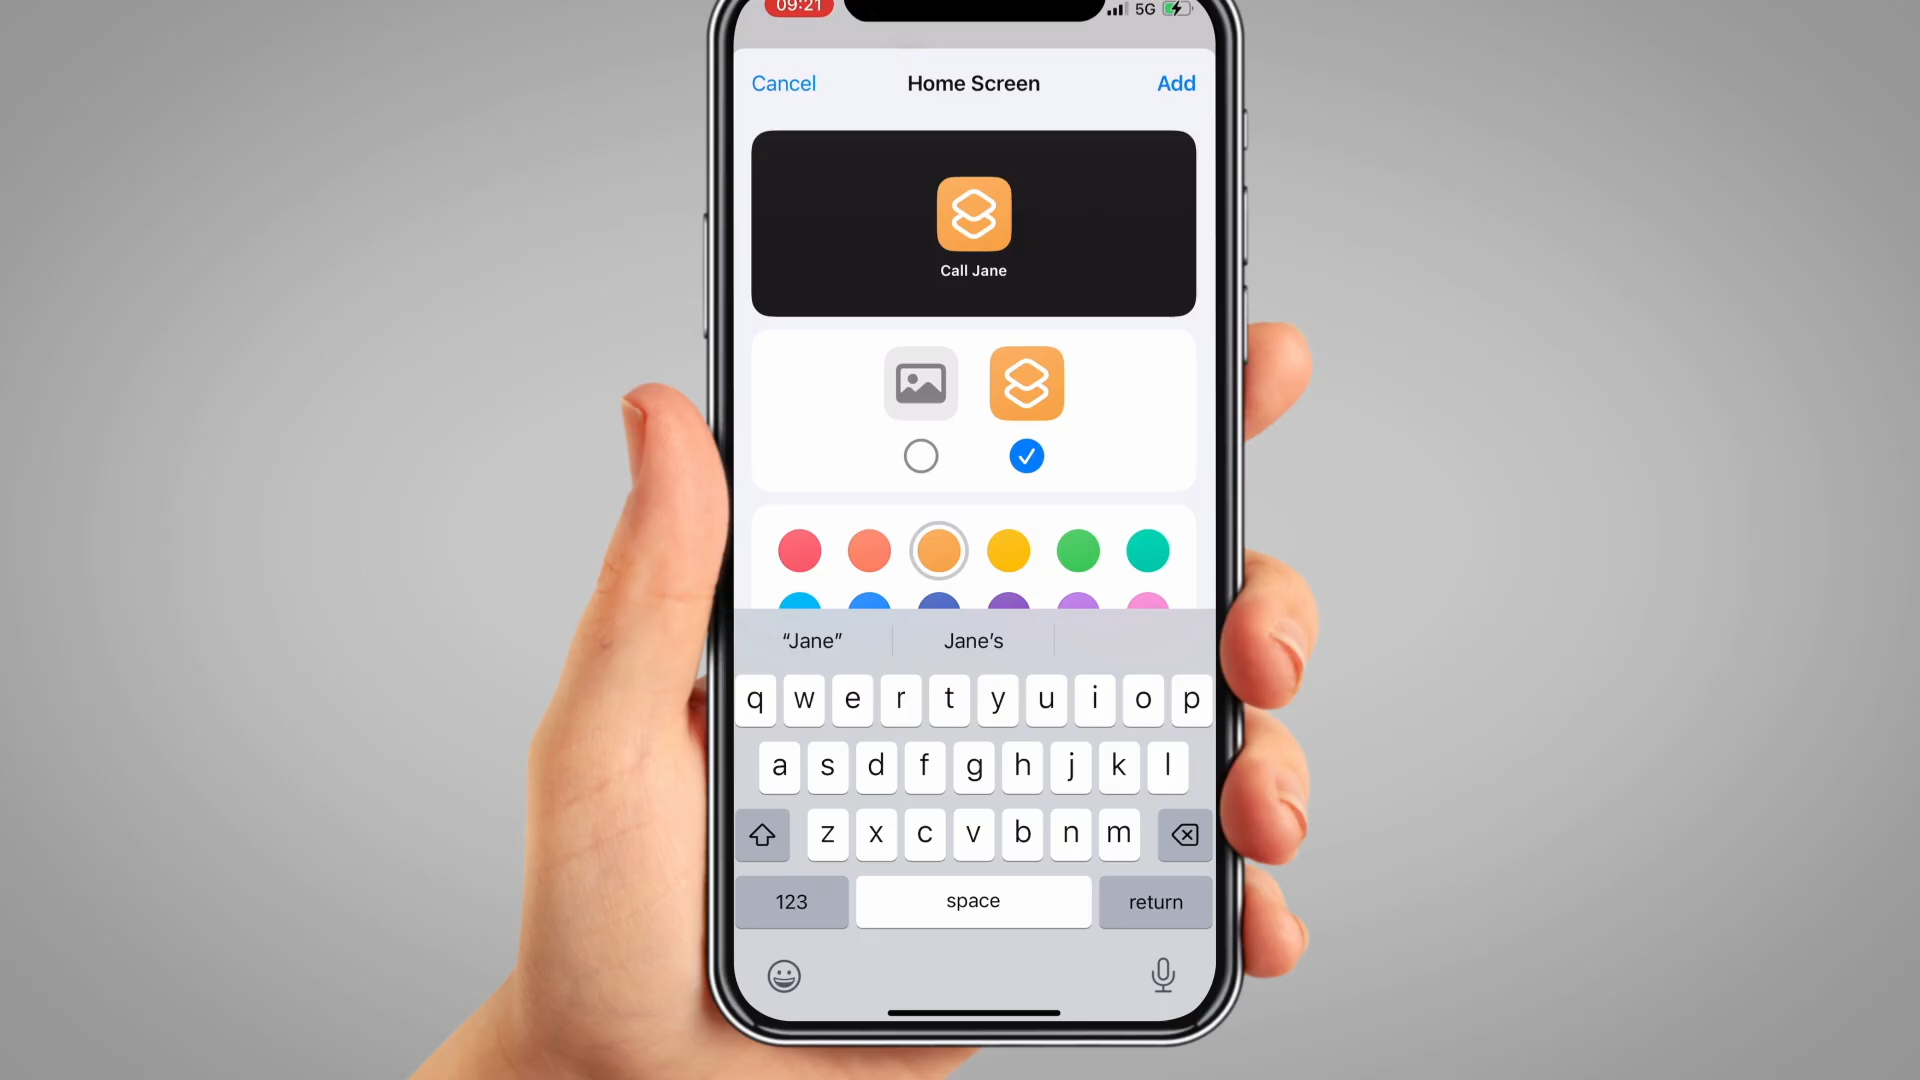 09:21 5G
Cancel Home Screen Add
Call Jane
“Jane” Jane’s
q w e r t y u i o p
a s d f g h j k l
z x c v b n m
123 space return